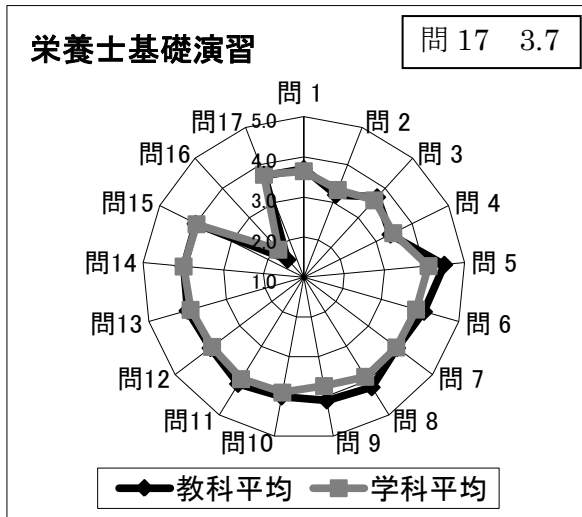 栄養士基礎演習
問 17 3.7
問 1
問 2
問 3
問 4
問 5
問 6
問 7
問 8
問 9
問10
問11
問12
問13
問14
問15
問16
問17
5.0
4.0
3.0
2.0
1.0
教科平均 学科平均